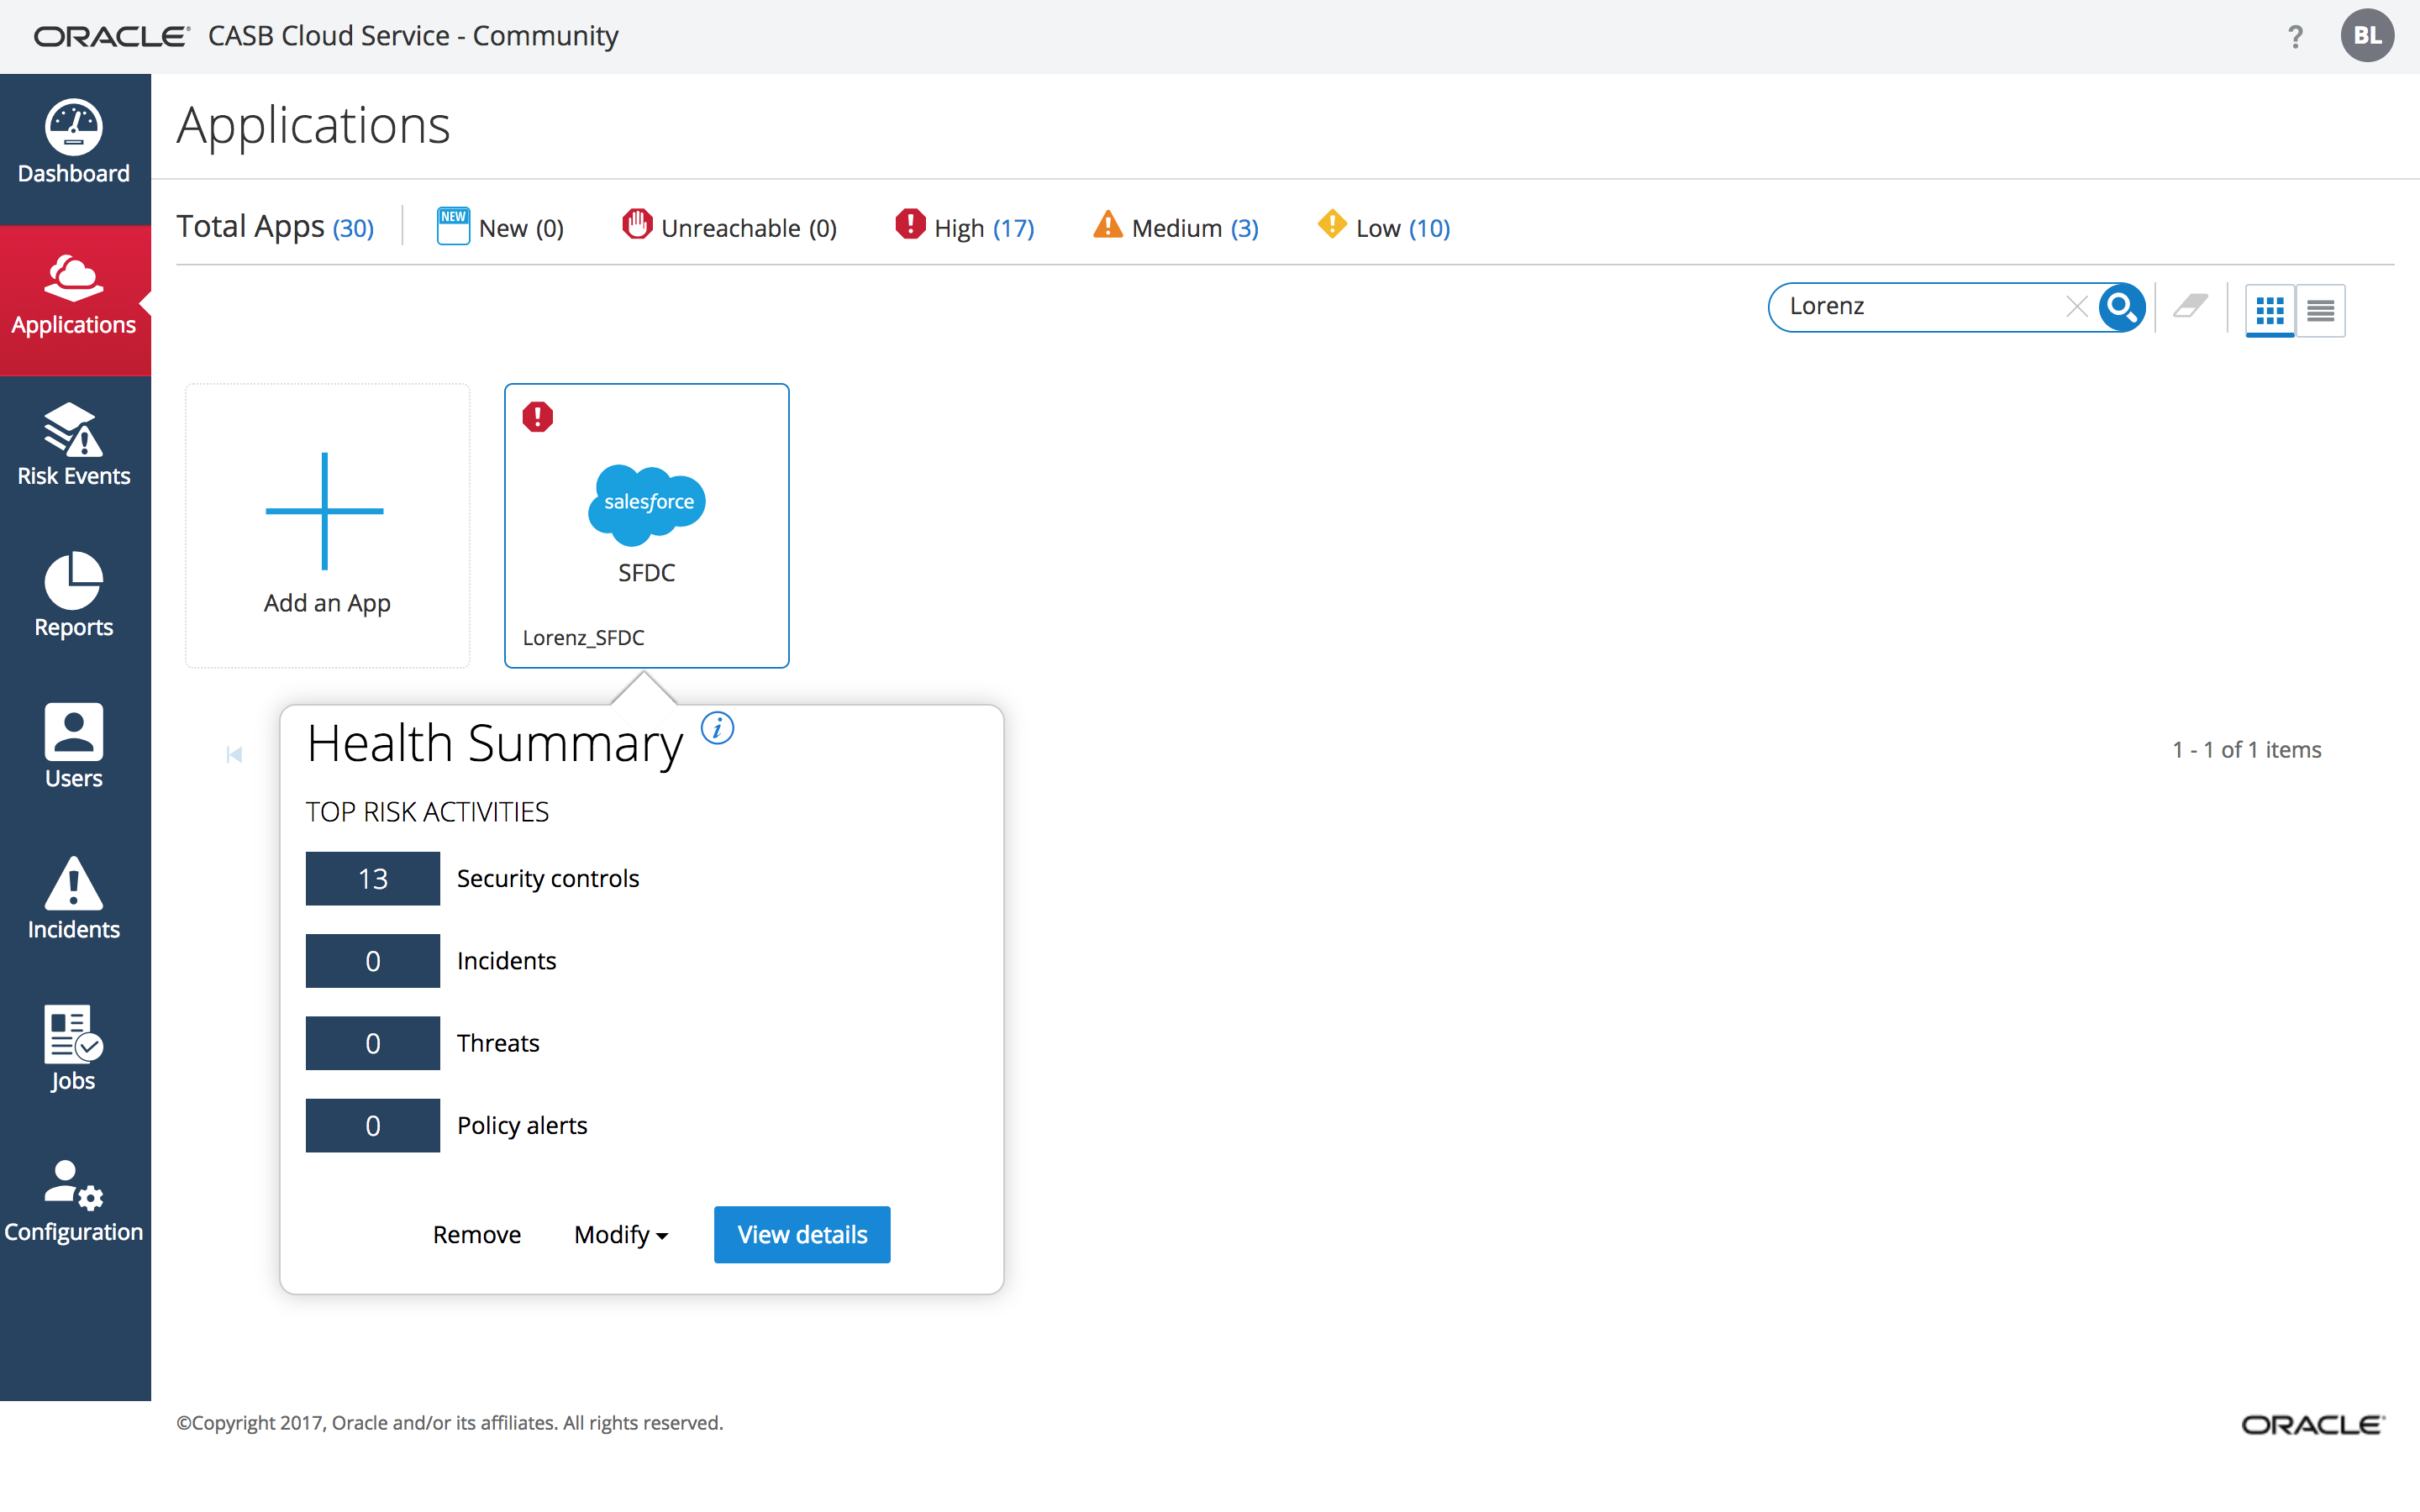 ORACLE® CASB Cloud Service - Community ? BL
Dashboard
Applications
Risk Events
Reports
Users
Incidents
Jobs
Configuration
Applications
Total Apps (30) NEW New (0) Unreachable (0) High (17) Medium (3) Low (10)
Lorenz
Add an App
salesforce
SFDC
Lorenz_SFDC
Health Summary i
TOP RISK ACTIVITIES
13 Security controls
0 Incidents
0 Threats
0 Policy alerts
Remove Modify View details
1 - 1 of 1 items
©Copyright 2017, Oracle and/or its affiliates. All rights reserved.
ORACLE®